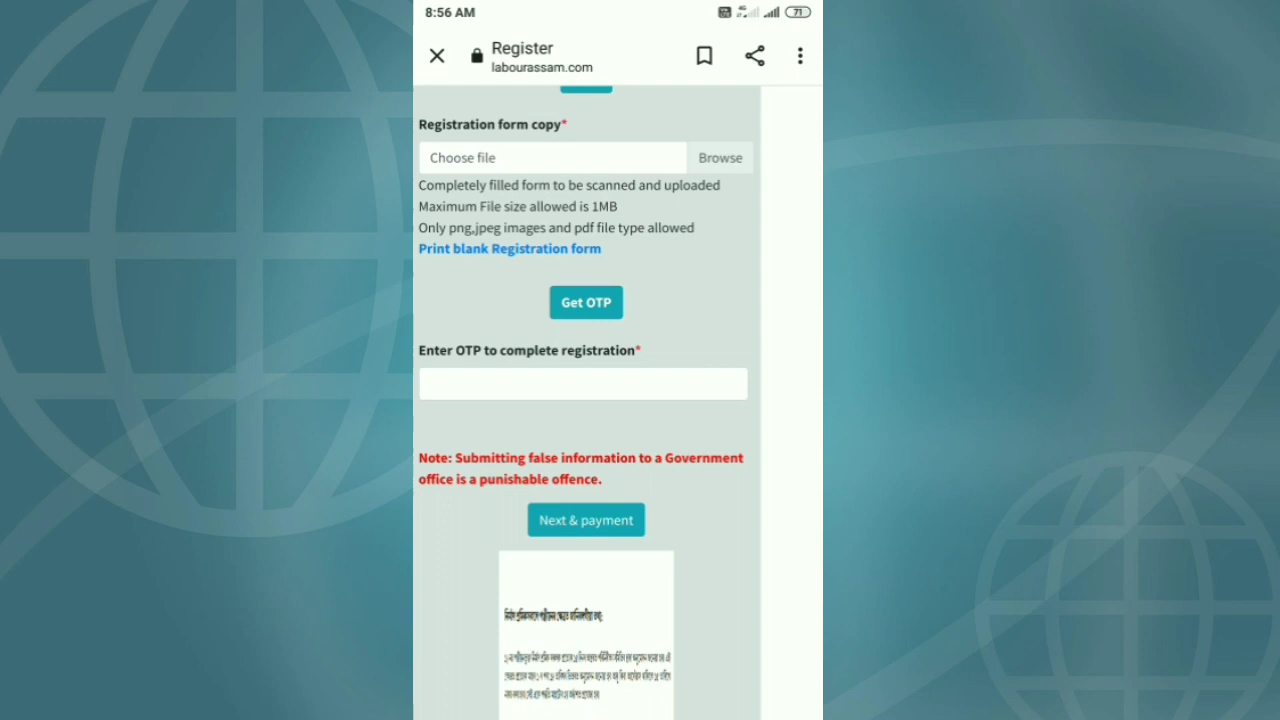 8:56 AM
4G
71
Register
labourassam.com
Registration form copy*
Choose file
Browse
Completely filled form to be scanned and uploaded
Maximum File size allowed is 1MB
Only png,jpeg images and pdf file type allowed
Print blank Registration form
Get OTP
Enter OTP to complete registration*
Note: Submitting false information to a Government
office is a punishable offence.
Next & payment